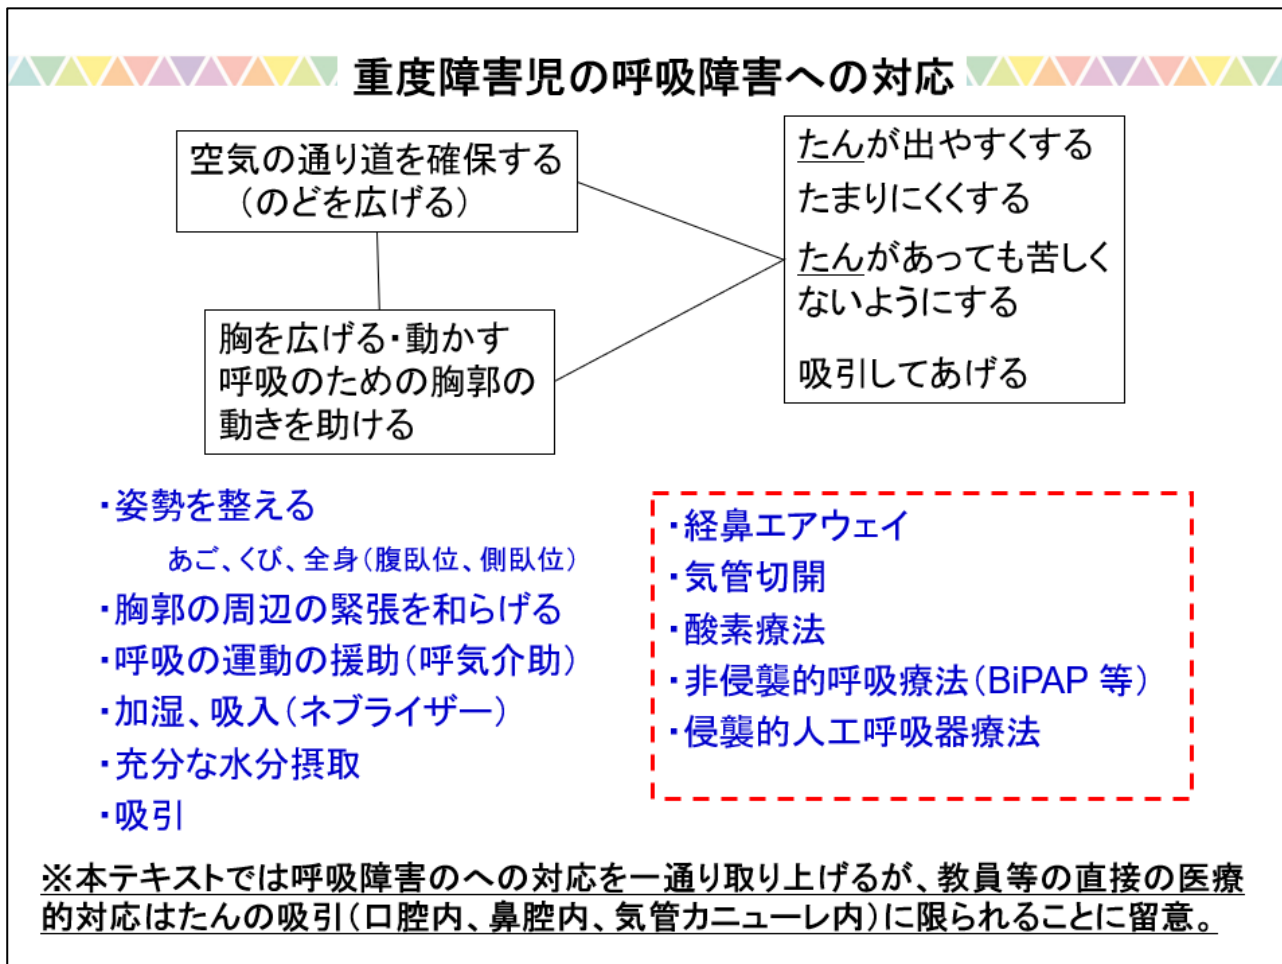 重度障害児の呼吸障害への対応
空気の通り道を確保する
（のどを広げる）
胸を広げる・動かす
呼吸のための胸郭の
動きを助ける
たんが出やすくする
たまりにくくする
たんがあっても苦しく
ないようにする
吸引してあげる
・姿勢を整える
あご、くび、全身（腹臥位、側臥位）
・胸郭の周辺の緊張を和らげる
・呼吸の運動の援助（呼気介助）
・加湿、吸入（ネブライザー）
・充分な水分摂取
・吸引
・経鼻エアウェイ
・気管切開
・酸素療法
・非侵襲的呼吸療法（BiPAP 等）
・侵襲的人工呼吸器療法
※本テキストでは呼吸障害のへの対応を一通り取り上げるが、教員等の直接の医療
的対応はたんの吸引（口腔内、鼻腔内、気管カニューレ内）に限られることに留意。